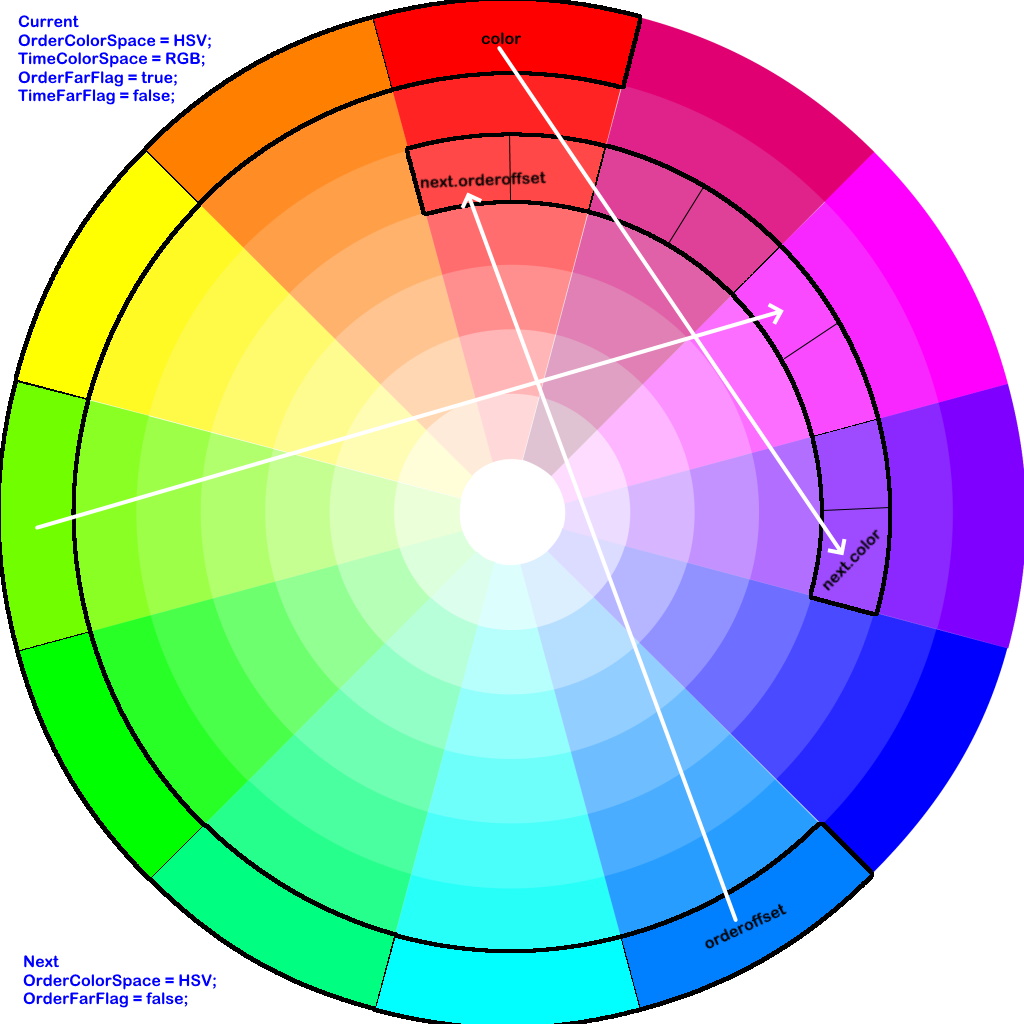 Current
OrderColorSpace = HSV;
TimeColorSpace = RGB;
OrderFarFlag = true;
TimeFarFlag = false;
color
next.orderoffset
next.color
orderoffset
Next
OrderColorSpace = HSV;
OrderFarFlag = false;